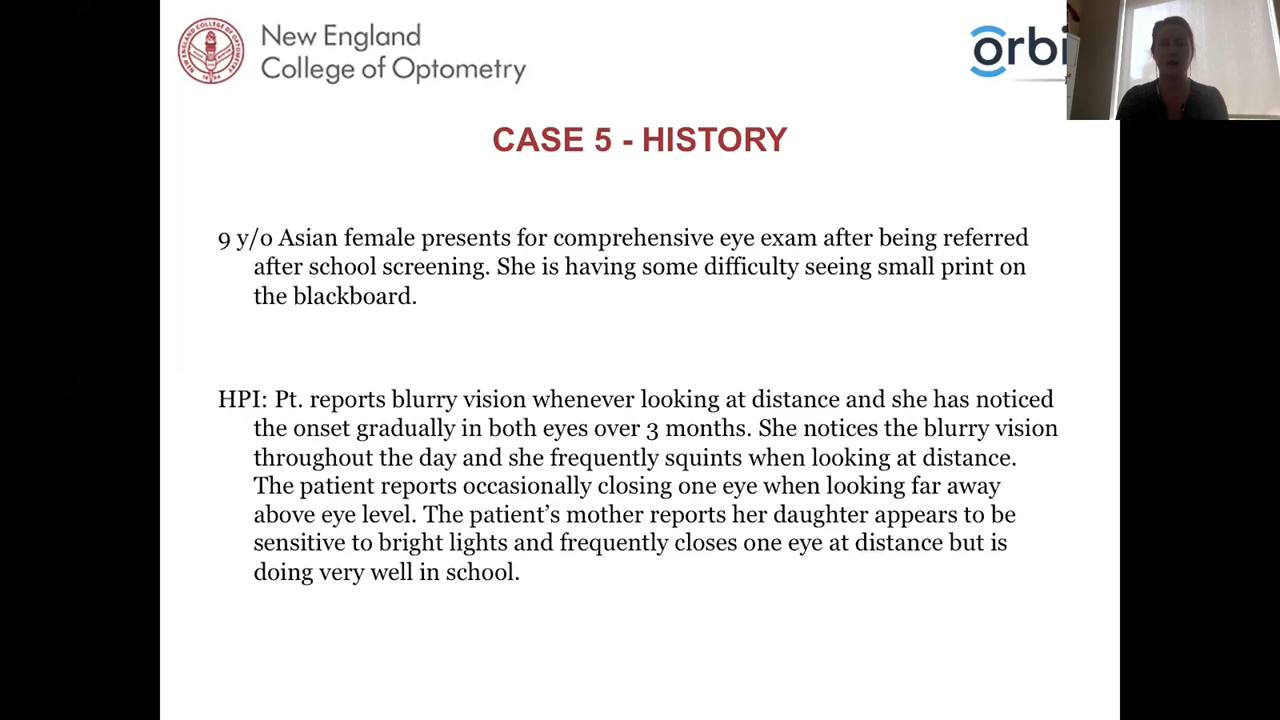 New England
College of Optometry
orbi
CASE 5 - HISTORY
9 y/o Asian female presents for comprehensive eye exam after being referred
after school screening. She is having some difficulty seeing small print on
the blackboard.
HPI: Pt. reports blurry vision whenever looking at distance and she has noticed
the onset gradually in both eyes over 3 months. She notices the blurry vision
throughout the day and she frequently squints when looking at distance.
The patient reports occasionally closing one eye when looking far away
above eye level. The patient’s mother reports her daughter appears to be
sensitive to bright lights and frequently closes one eye at distance but is
doing very well in school.